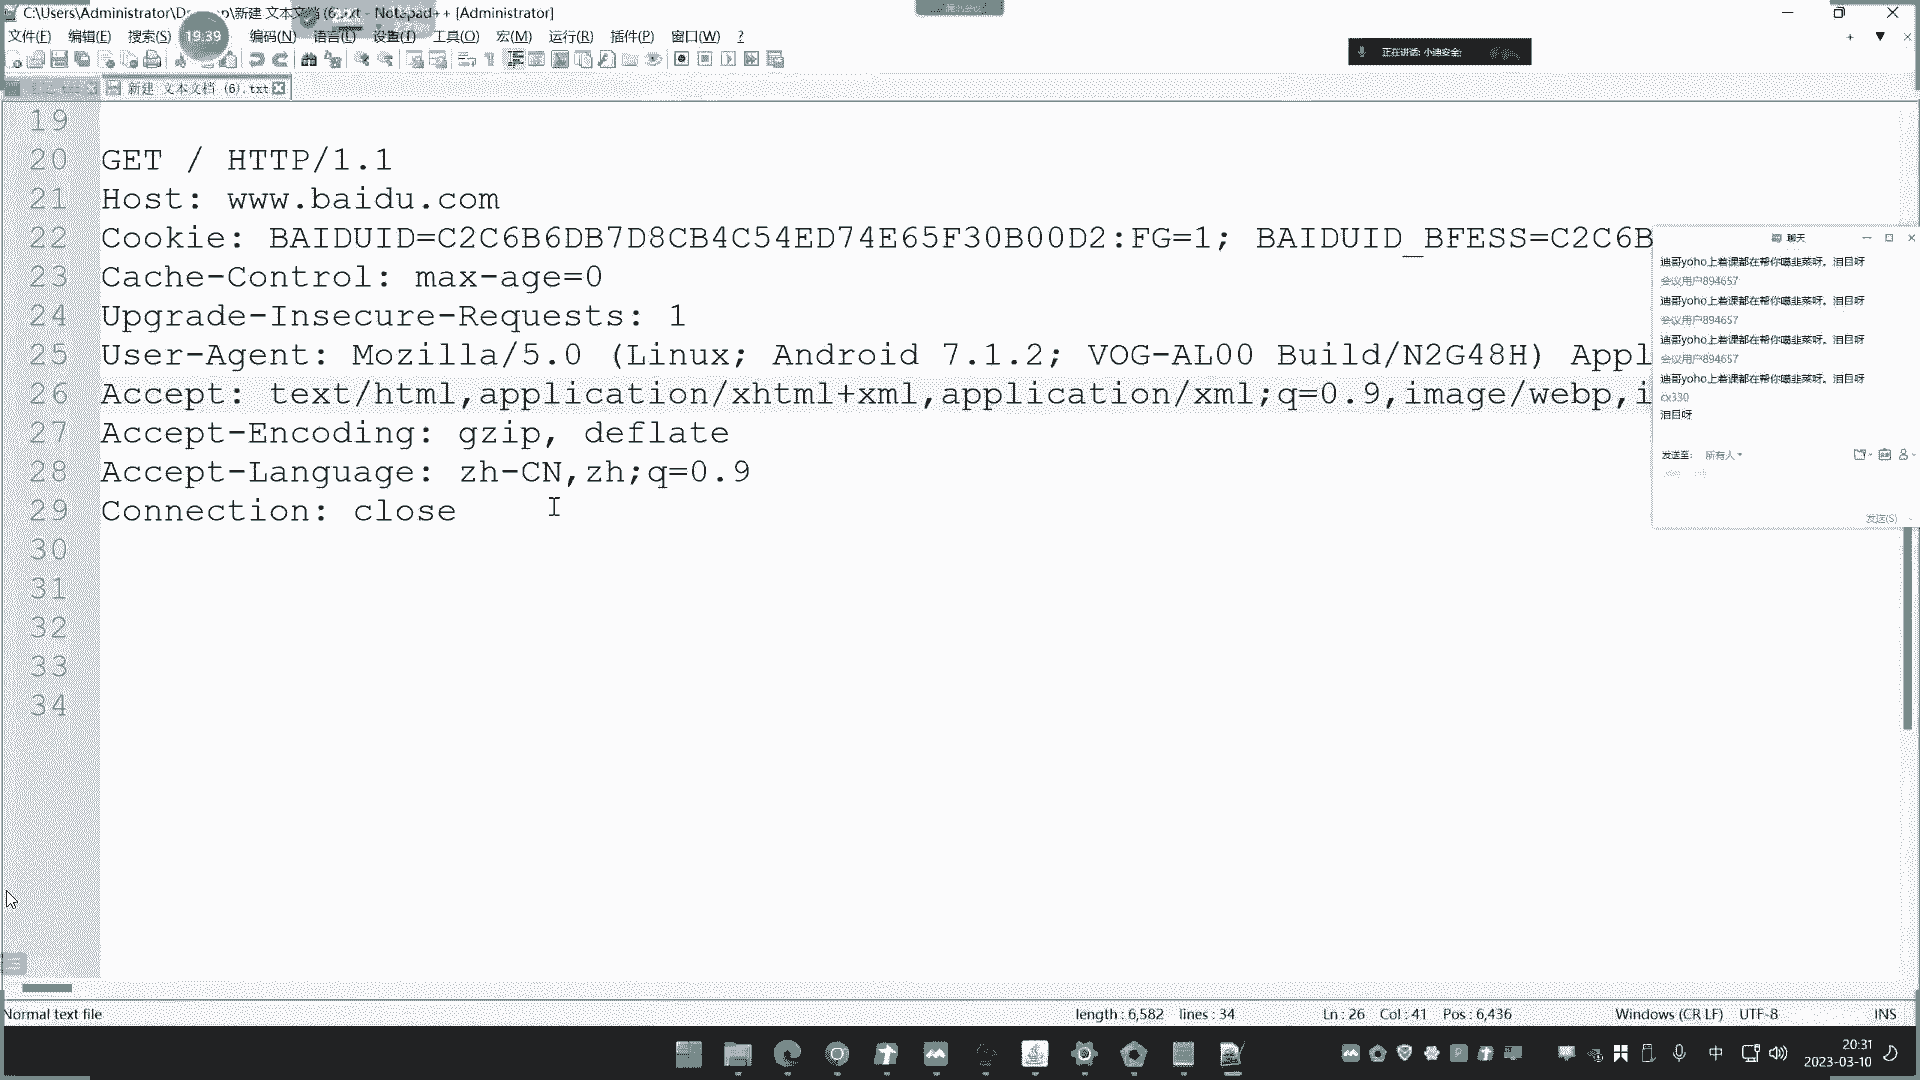 C:\Users\Administrator\De p\新建 文本文档 (6).txt - Notepad++ [Administrator]
文件(F) 编辑(E) 搜索(S) 19:39 编码(N) 语言(L) 设置(T) 工具(O) 宏(M) 运行(R) 插件(P) 窗口(W) ?
正在讲话: 小迪安全;
新建 文本文档 (6).txt
19
20 GET / HTTP/1.1
21 Host: www.baidu.com
22 Cookie: BAIDUID=C2C6B6DB7D8CB4C54ED74E65F30B00D2:FG=1; BAIDUID_BFESS=C2C6B
23 Cache-Control: max-age=0
24 Upgrade-Insecure-Requests: 1
25 User-Agent: Mozilla/5.0 (Linux; Android 7.1.2; VOG-AL00 Build/N2G48H) Appl
26 Accept: text/html,application/xhtml+xml,application/xml;q=0.9,image/webp,i
27 Accept-Encoding: gzip, deflate
28 Accept-Language: zh-CN,zh;q=0.9
29 Connection: close
30
31
32
33
34
聊天
迪哥yoho上着课都在帮你噶韭菜呀。泪目呀
会议用户894657
迪哥yoho上着课都在帮你噶韭菜呀。泪目呀
会议用户894657
迪哥yoho上着课都在帮你噶韭菜呀。泪目呀
会议用户894657
迪哥yoho上着课都在帮你噶韭菜呀。泪目呀
cx330
泪目呀
发送至: 所有人
发送(S)
Normal text file length : 6,582 lines : 34 Ln : 26 Col : 41 Pos : 6,436 Windows (CR LF) UTF-8 INS
中
20:31
2023-03-10